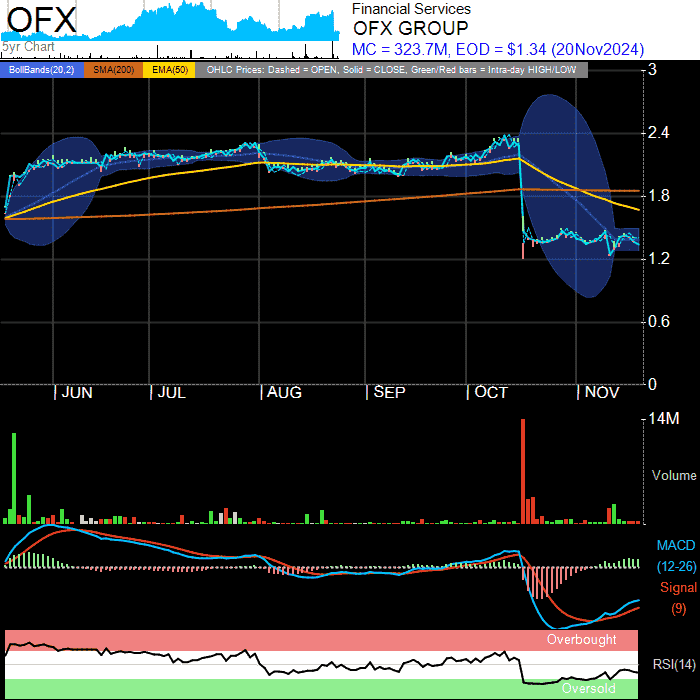 OFX
5yr Chart
Financial Services
OFX GROUP
MC = 323.7M, EOD = $1.34 (20Nov2024)
BollBands(20,2) SMA(200) EMA(50) OHLC Prices: Dashed = OPEN, Solid = CLOSE, Green/Red bars = Intra-day HIGH/LOW
3
2.4
1.8
1.2
0.6
0
JUN JUL AUG SEP OCT NOV
14M
Volume
MACD
(12-26)
Signal
(9)
Overbought
RSI(14)
Oversold